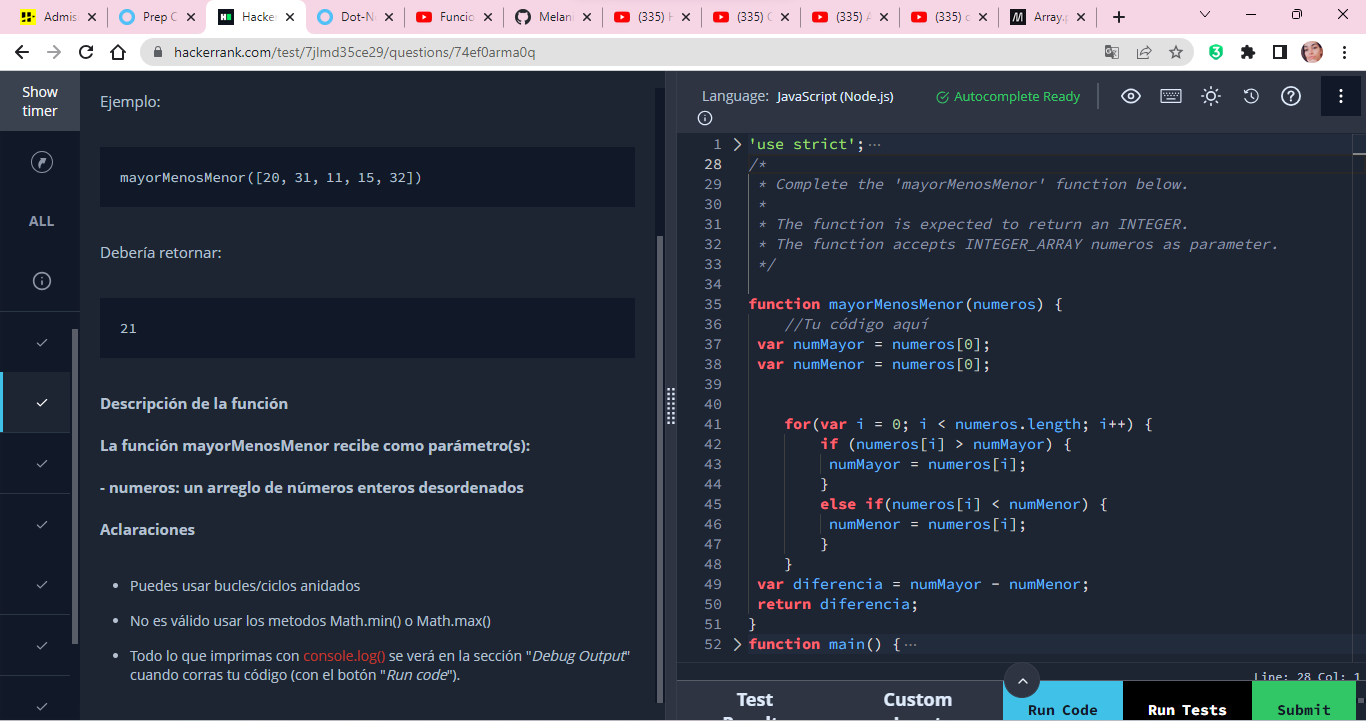 Admis
Prep C
Hacke
Dot-N
Funcio
Melan
(335) H
(335) C
(335) A
(335) c
Array.p
hackerrank.com/test/7jlmd35ce29/questions/74ef0arma0q
Show
timer
ALL
Ejemplo:
mayorMenosMenor([20, 31, 11, 15, 32])
Debería retornar:
21
Descripción de la función
La función mayorMenosMenor recibe como parámetro(s):
- numeros: un arreglo de números enteros desordenados
Aclaraciones
• Puedes usar bucles/ciclos anidados
• No es válido usar los metodos Math.min() o Math.max()
• Todo lo que imprimas con console.log() se verá en la sección "Debug Output"
cuando corras tu código (con el botón "Run code").
Language: JavaScript (Node.js)
Autocomplete Ready
1 'use strict';
28 /*
29 * Complete the 'mayorMenosMenor' function below.
30 *
31 * The function is expected to return an INTEGER.
32 * The function accepts INTEGER_ARRAY numeros as parameter.
33 */
34
35 function mayorMenosMenor(numeros) {
36 //Tu código aquí
37 var numMayor = numeros[0];
38 var numMenor = numeros[0];
39
40
41 for(var i = 0; i < numeros.length; i++) {
42 if (numeros[i] > numMayor) {
43 numMayor = numeros[i];
44 }
45 else if(numeros[i] < numMenor) {
46 numMenor = numeros[i];
47 }
48 }
49 var diferencia = numMayor - numMenor;
50 return diferencia;
51 }
52 function main() {
Line: 28 Col: 1
Test
Custom
Run Code
Run Tests
Submit